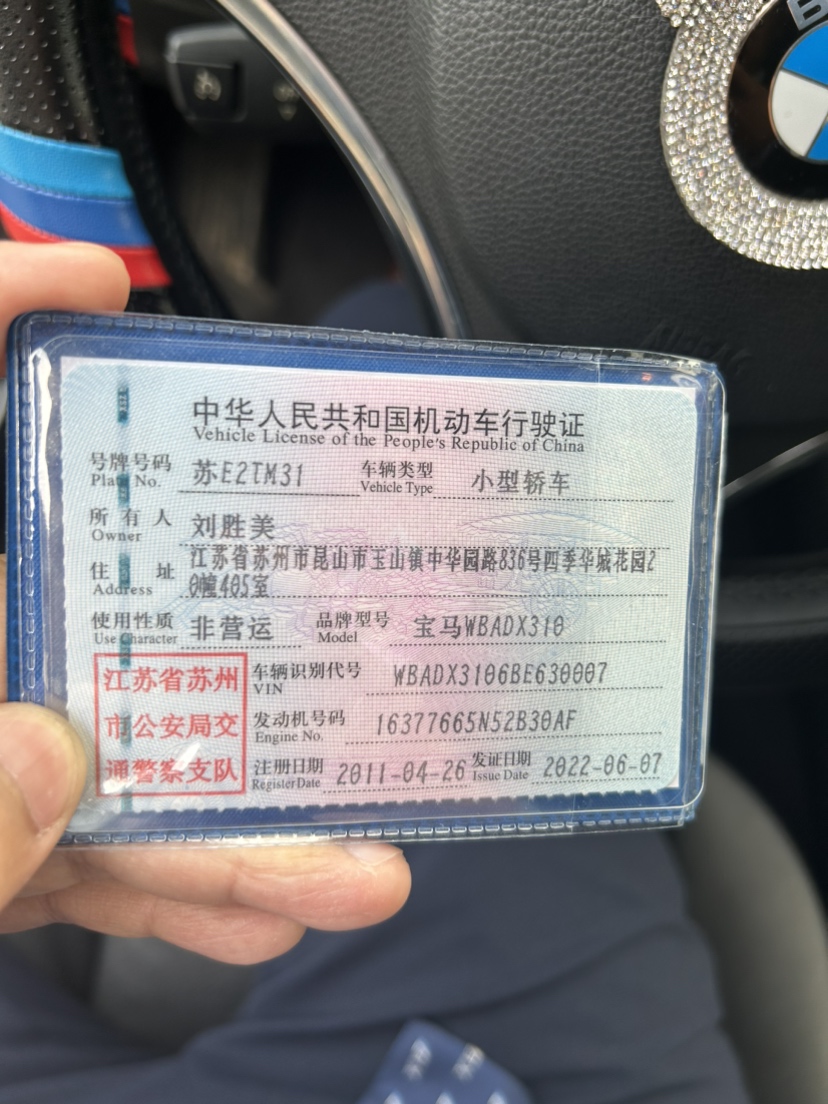 中华人民共和国机动车行驶证
Vehicle License of the People's Republic of China
号牌号码 苏E2TM31 车辆类型 小型轿车
Plate No. Vehicle Type
所有人 刘胜美
Owner
住址 江苏省苏州市昆山市玉山镇中华园路836号四季华城花园2
Address 0幢405室
使用性质 非营运 品牌型号 宝马WBADX310
Use Character Model
江苏省苏州 车辆识别代号 WBADX3106BE630007
VIN
市公安局交 发动机号码 16377665N52B30AF
Engine No.
通警察支队 注册日期 2011-04-26 发证日期 2022-06-07
Register Date Issue Date